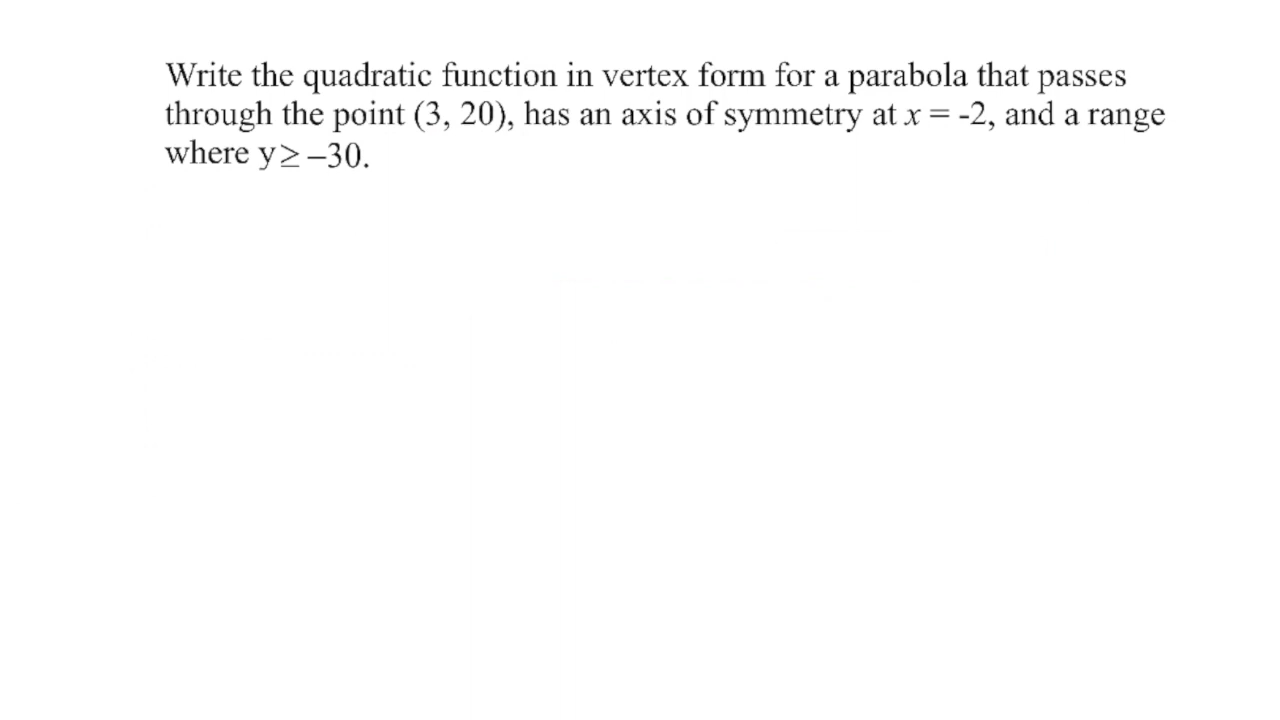 Write the quadratic function in vertex form for a parabola that passes
through the point (3, 20), has an axis of symmetry at x = -2, and a range
where y≥ –30.